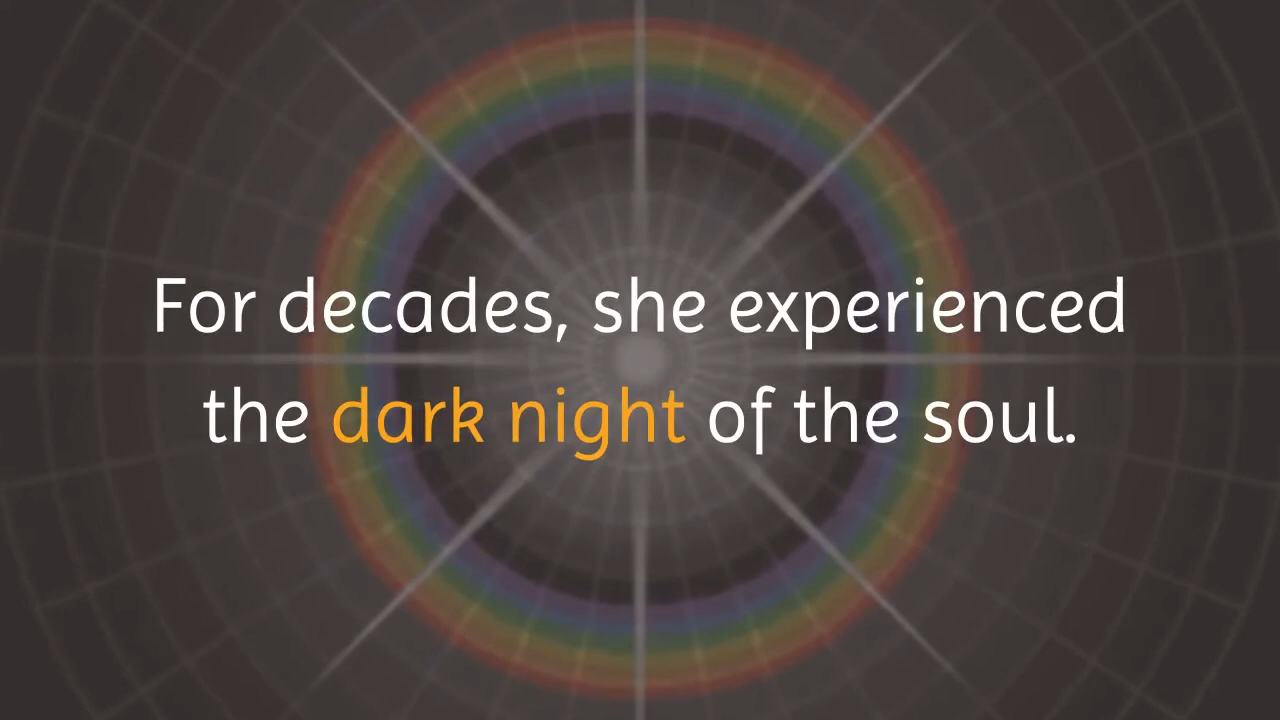 For decades, she experienced
the dark night of the soul.